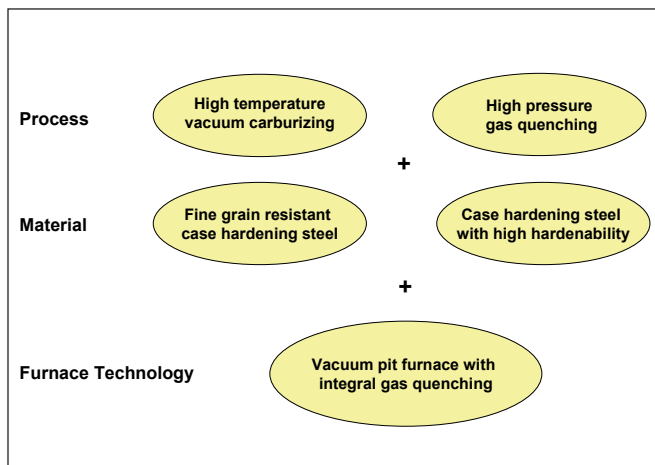 High temperature
vacuum carburizing
High pressure
gas quenching
Process
+
Fine grain resistant
case hardening steel
Case hardening steel
with high hardenability
Material
+
Vacuum pit furnace with
integral gas quenching
Furnace Technology